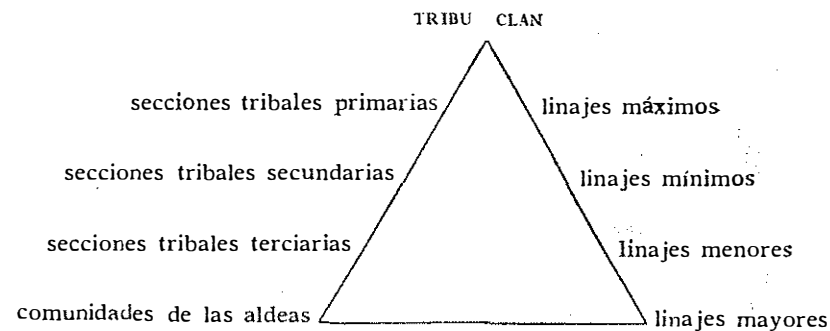 TRIBU CLAN
secciones tribales primarias linajes máximos
secciones tribales secundarias linajes mínimos
secciones tribales terciarias linajes menores
comunidades de las aldeas linajes mayores